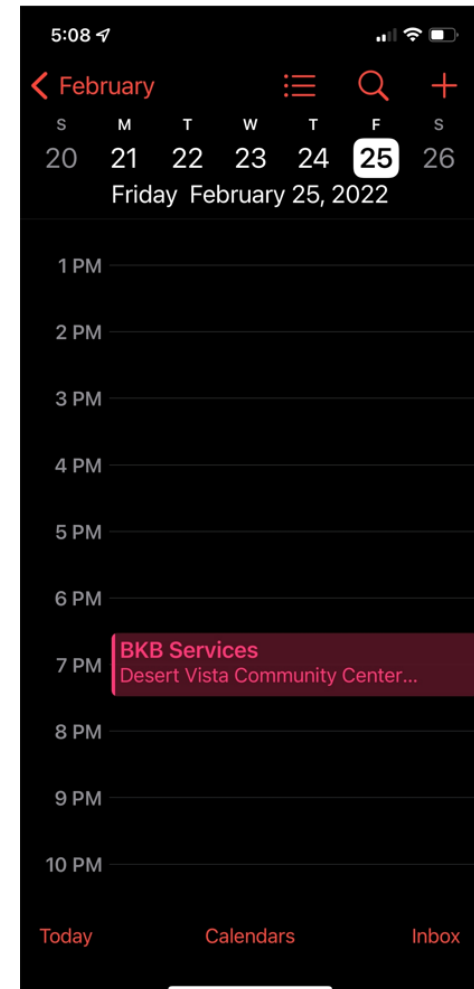 5:08
February
S M T W T F S
20 21 22 23 24 25 26
Friday February 25, 2022
1 PM
2 PM
3 PM
4 PM
5 PM
6 PM
BKB Services
7 PM Desert Vista Community Center...
8 PM
9 PM
10 PM
Today Calendars Inbox